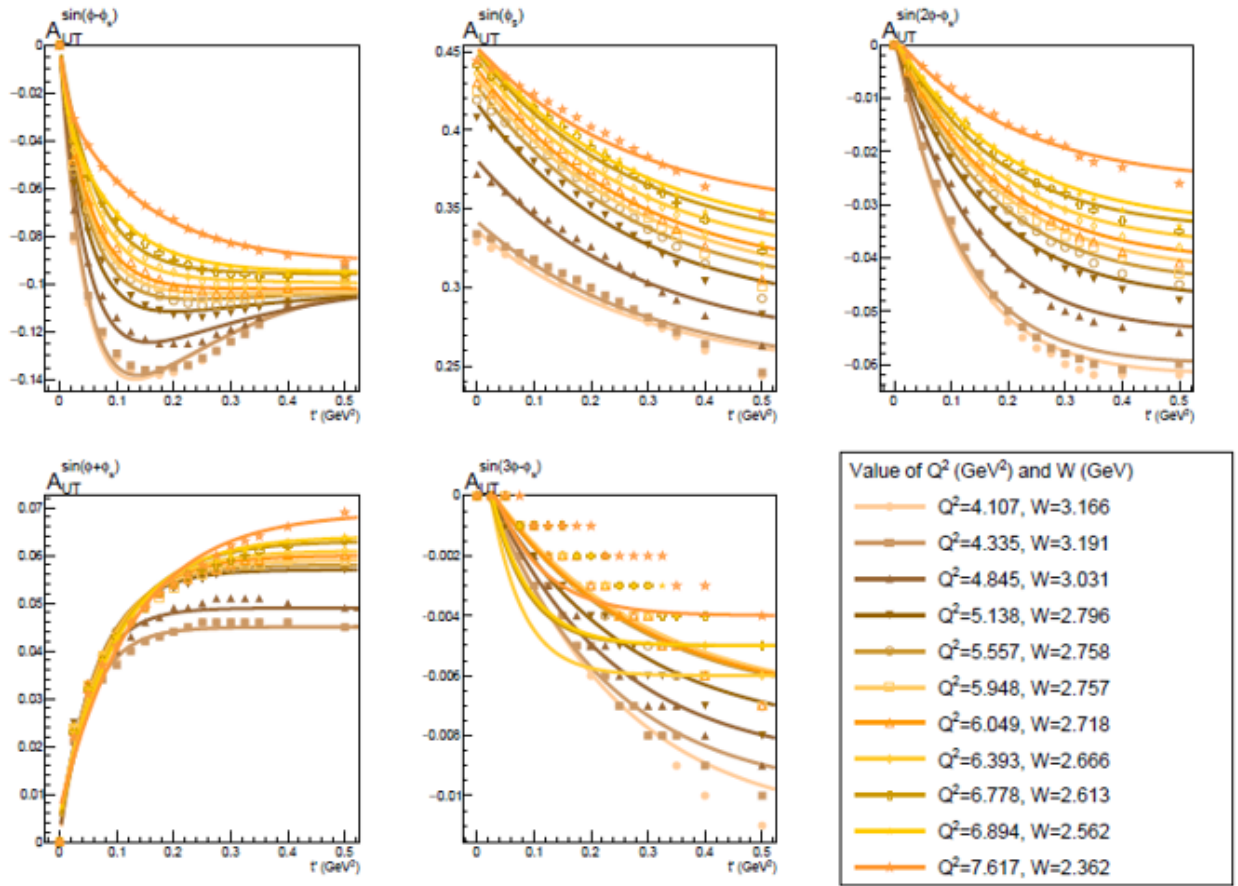 A_UT^sin(ϕ-ϕ_s)
0
−0.02
−0.04
−0.06
−0.08
−0.1
−0.12
−0.14
0 0.1 0.2 0.3 0.4 0.5
t' (GeV²)
A_UT^sin(ϕ_s)
0.45
0.4
0.35
0.3
0.25
0 0.1 0.2 0.3 0.4 0.5
t' (GeV²)
A_UT^sin(2ϕ-ϕ_s)
0
−0.01
−0.02
−0.03
−0.04
−0.05
−0.06
0 0.1 0.2 0.3 0.4 0.5
t' (GeV²)
A_UT^sin(ϕ+ϕ_s)
0.07
0.06
0.05
0.04
0.03
0.02
0.01
0
0 0.1 0.2 0.3 0.4 0.5
t' (GeV²)
A_UT^sin(3ϕ-ϕ_s)
0
−0.002
−0.004
−0.006
−0.008
−0.01
0 0.1 0.2 0.3 0.4 0.5
t' (GeV²)
Value of Q² (GeV²) and W (GeV)
Q²=4.107, W=3.166
Q²=4.335, W=3.191
Q²=4.845, W=3.031
Q²=5.138, W=2.796
Q²=5.557, W=2.758
Q²=5.948, W=2.757
Q²=6.049, W=2.718
Q²=6.393, W=2.666
Q²=6.778, W=2.613
Q²=6.894, W=2.562
Q²=7.617, W=2.362